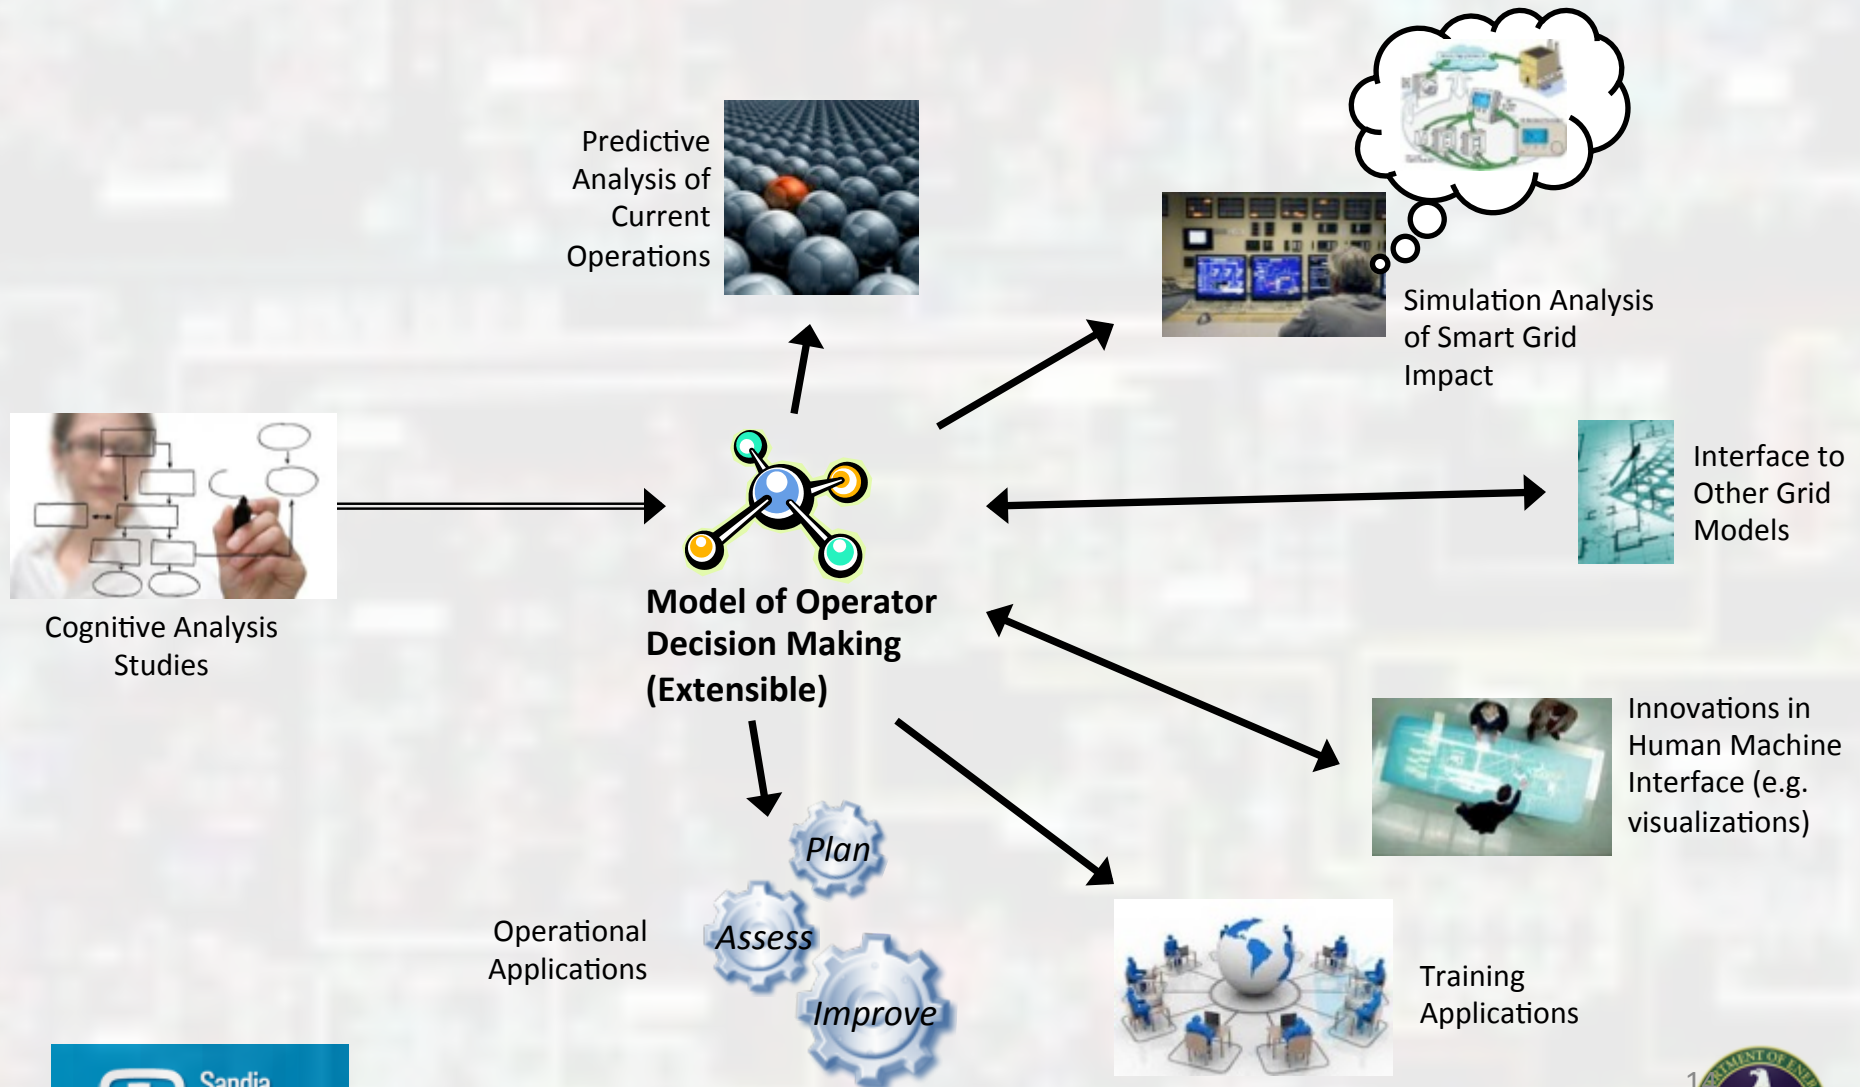 Predictive
Analysis of
Current
Operations
Simulation Analysis
of Smart Grid
Impact
Interface to
Other Grid
Models
Cognitive Analysis
Studies
Model of Operator
Decision Making
(Extensible)
Innovations in
Human Machine
Interface (e.g.
visualizations)
Plan
Assess
Improve
Operational
Applications
Training
Applications
Sandia
1